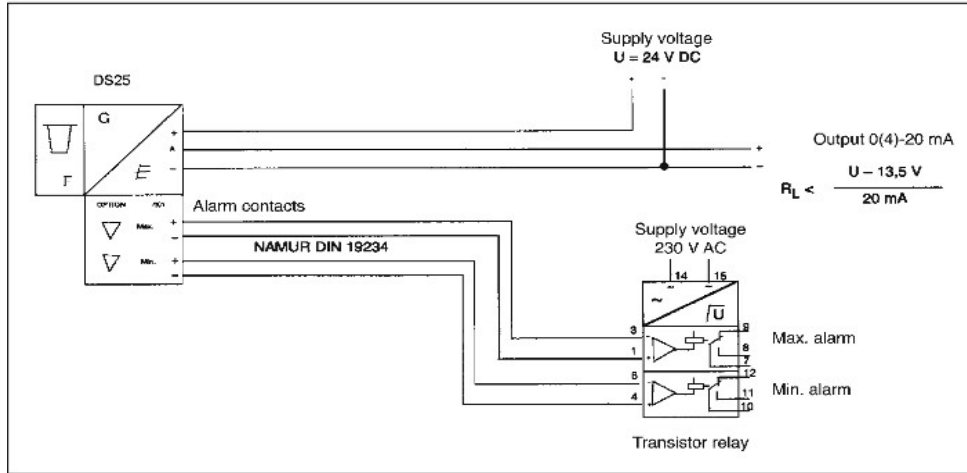 Supply voltage
U = 24 V DC
+ -
DS25
G
+
A
-
Γ
Output 0(4)-20 mA
+
-
R_L < U – 13,5 V
20 mA
OPTION
Alarm contacts
Max. +
-
NAMUR DIN 19234
Min. +
-
Supply voltage
230 V AC
14 15
~ ~
U
3
1
9
8
7
Max. alarm
4
12
11
10
Min. alarm
Transistor relay